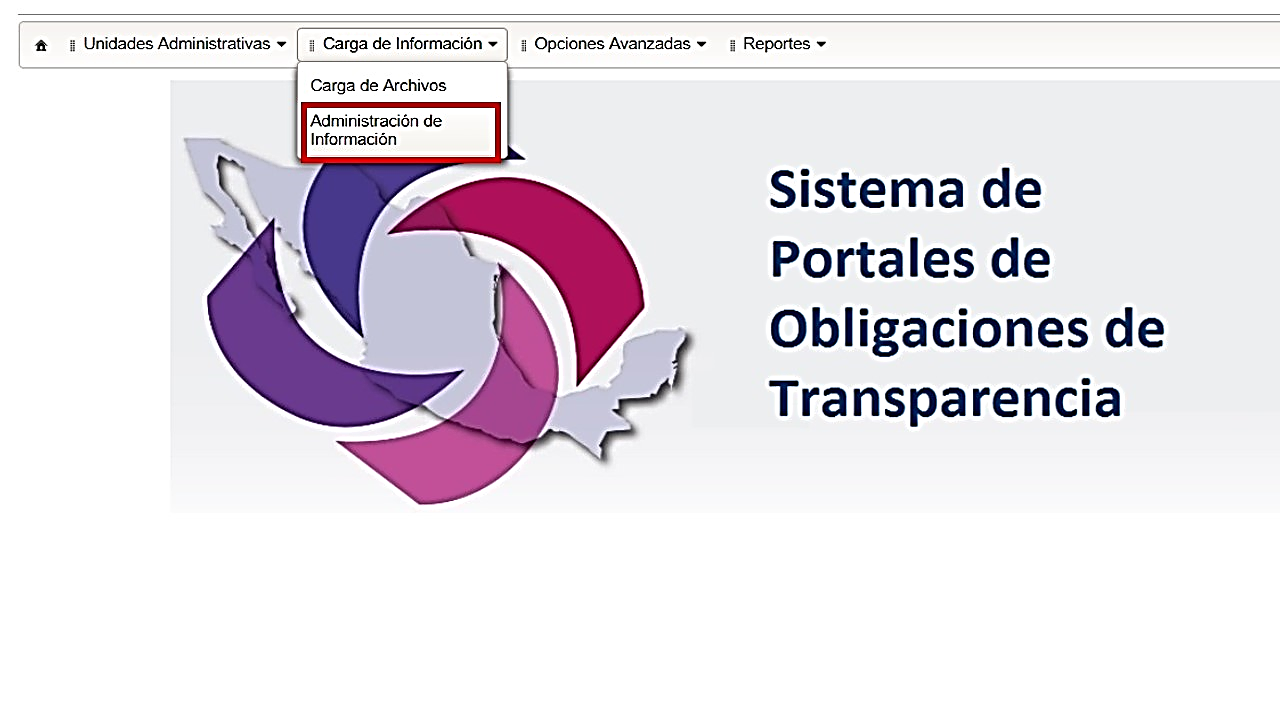 Unidades Administrativas Carga de Información Opciones Avanzadas Reportes
Carga de Archivos
Administración de
Información
Sistema de
Portales de
Obligaciones de
Transparencia